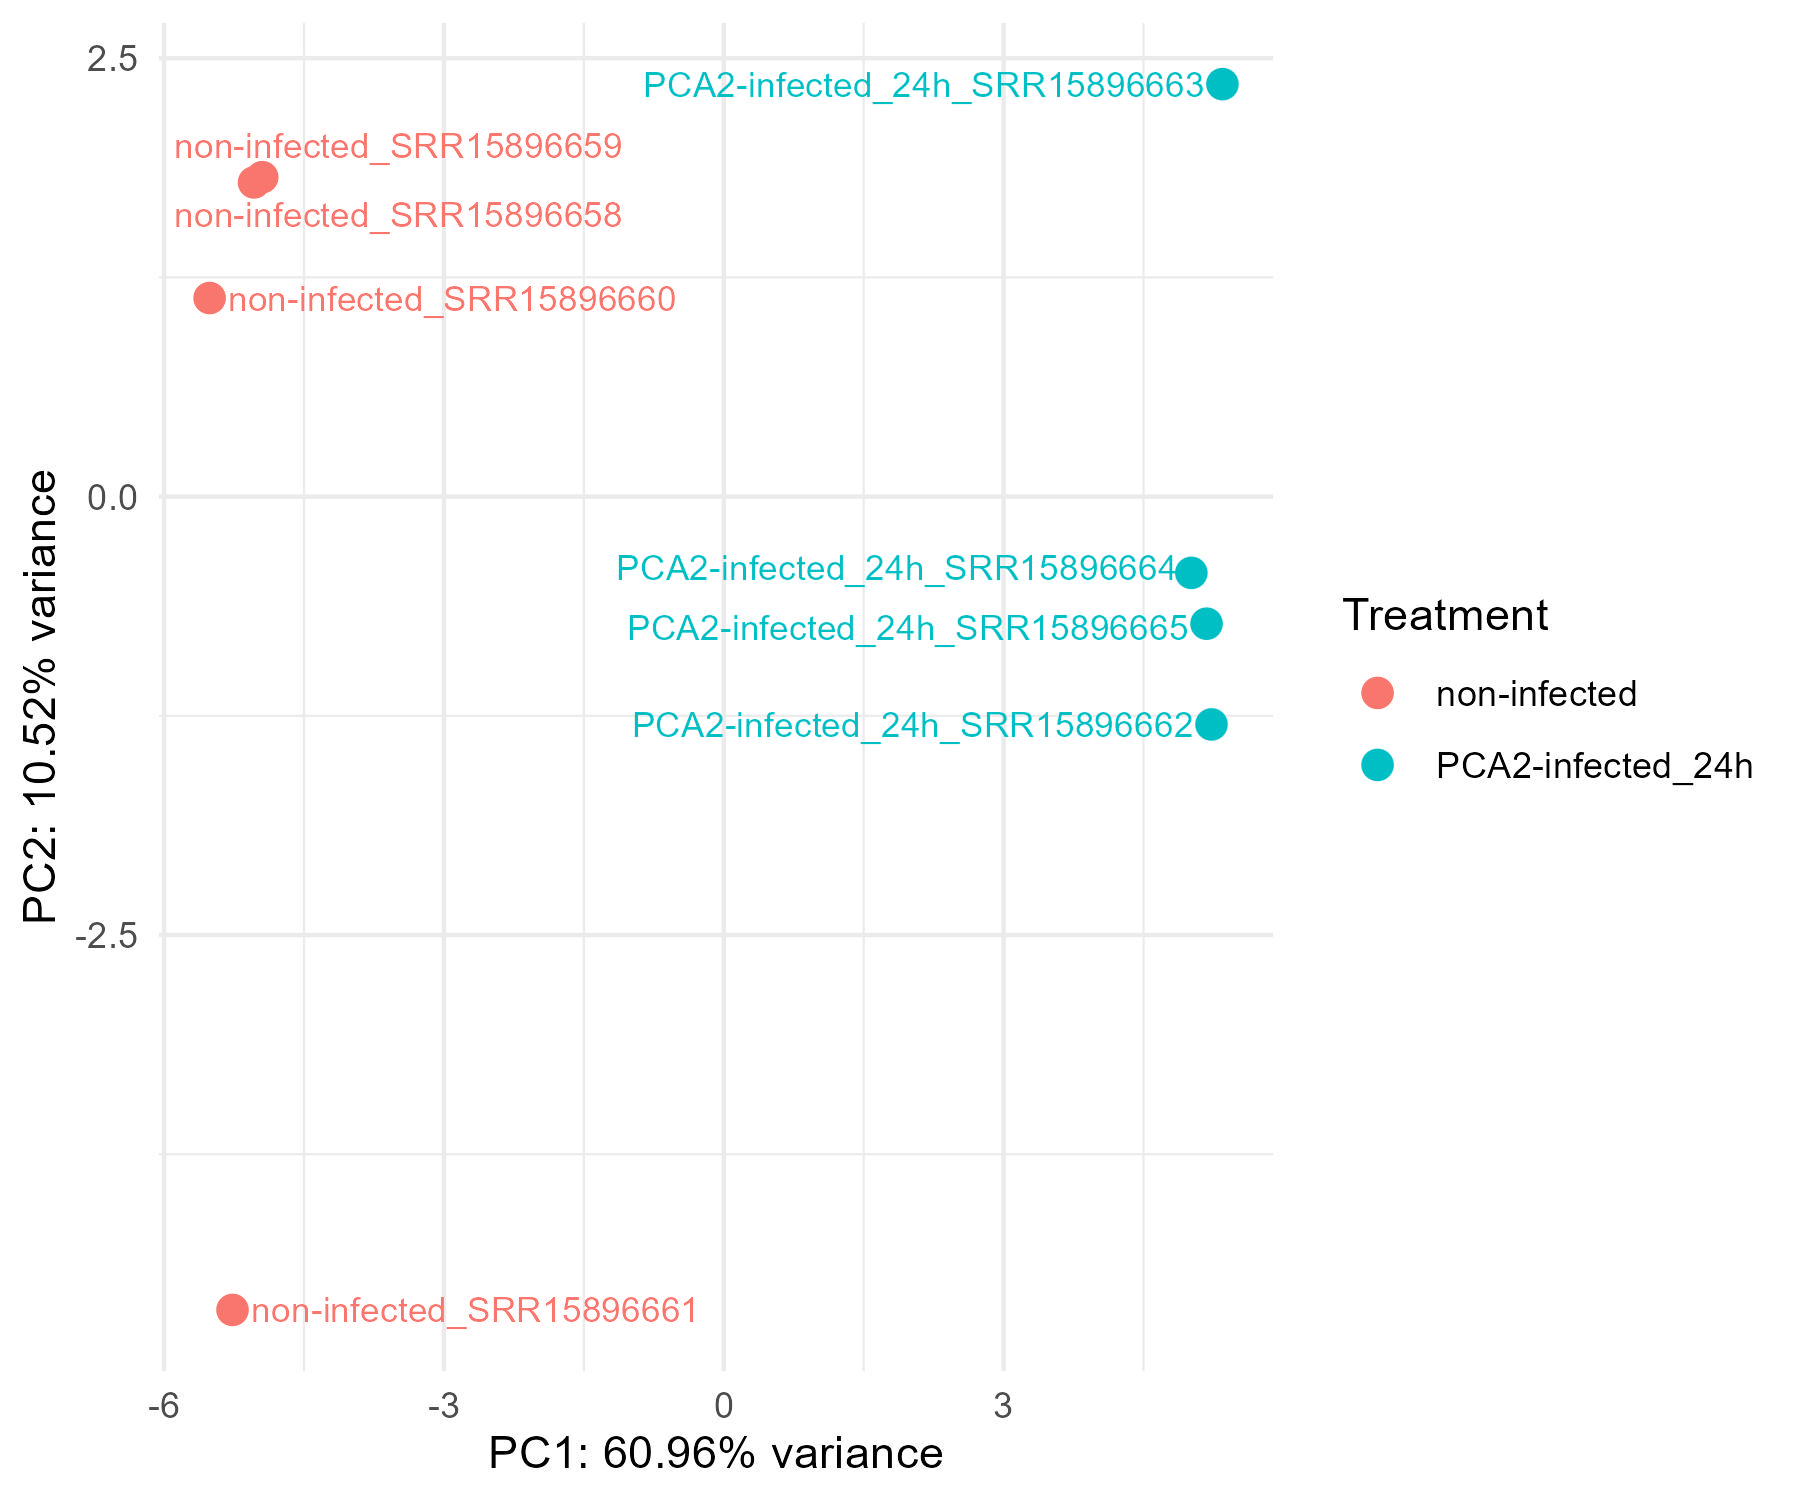 2.5
PCA2-infected_24h_SRR15896663
non-infected_SRR15896659
non-infected_SRR15896658
non-infected_SRR15896660
0.0
PCA2-infected_24h_SRR15896664
PCA2-infected_24h_SRR15896665
PCA2-infected_24h_SRR15896662
-2.5
non-infected_SRR15896661
-6 -3 0 3
PC1: 60.96% variance
PC2: 10.52% variance
Treatment
non-infected
PCA2-infected_24h